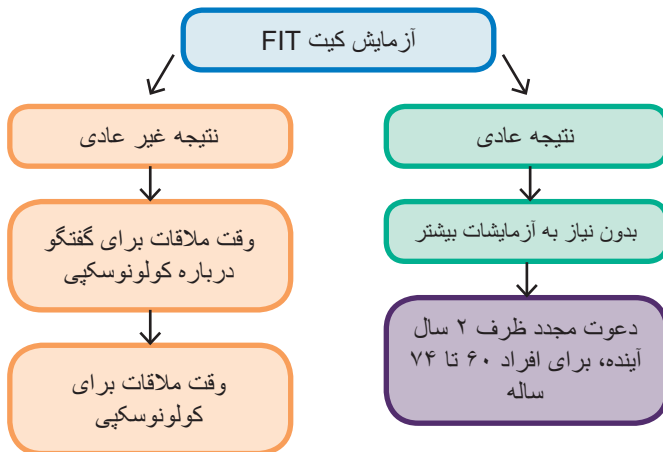 آزمایش کیت FIT
نتیجه عادی
بدون نیاز به آزمایشات بیشتر
دعوت مجدد ظرف ۲ سال
آینده، برای افراد ۶۰ تا ۷۴
ساله
نتیجه غیر عادی
وقت ملاقات برای گفتگو
درباره کولونوسکپی
وقت ملاقات برای
کولونوسکپی